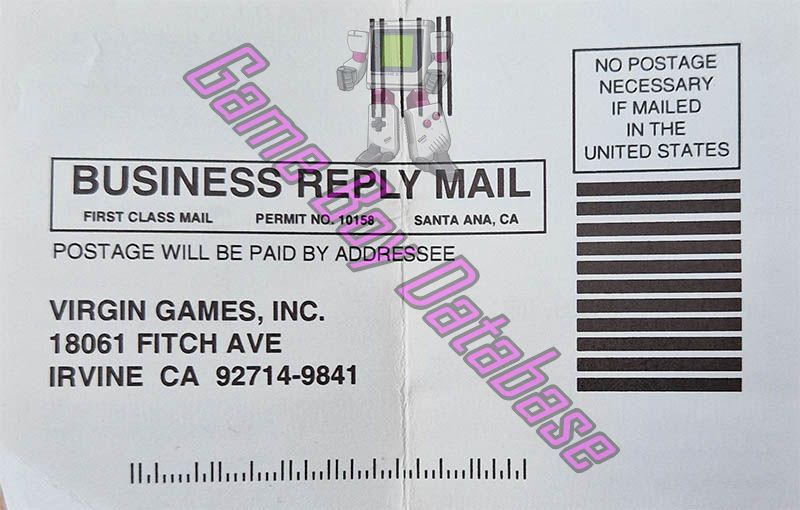 NO POSTAGE
NECESSARY
IF MAILED
IN THE
UNITED STATES
BUSINESS REPLY MAIL
FIRST CLASS MAIL PERMIT NO. 10158 SANTA ANA, CA
POSTAGE WILL BE PAID BY ADDRESSEE
VIRGIN GAMES, INC.
18061 FITCH AVE
IRVINE CA 92714-9841
Game Boy Database